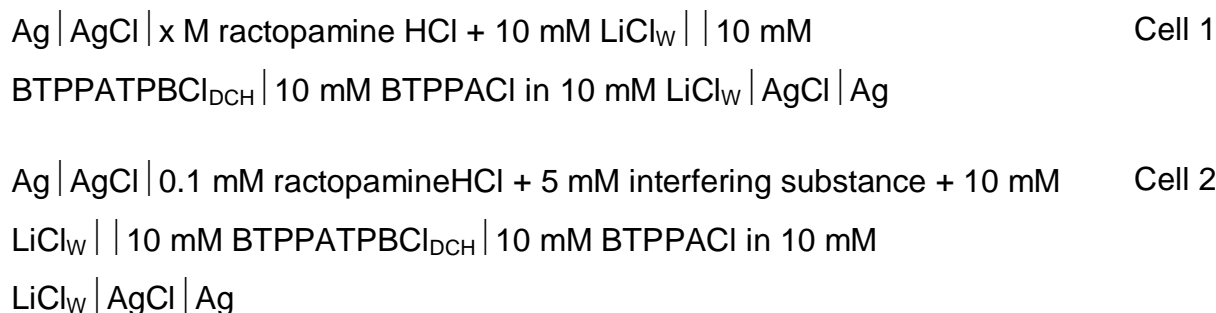 Ag|AgCl|x M ractopamine HCl + 10 mM LiClW||10 mM Cell 1
BTPPATPBClDCH|10 mM BTPPACl in 10 mM LiClW|AgCl|Ag
Ag|AgCl|0.1 mM ractopamineHCl + 5 mM interfering substance + 10 mM Cell 2
LiClW||10 mM BTPPATPBClDCH|10 mM BTPPACl in 10 mM
LiClW|AgCl|Ag